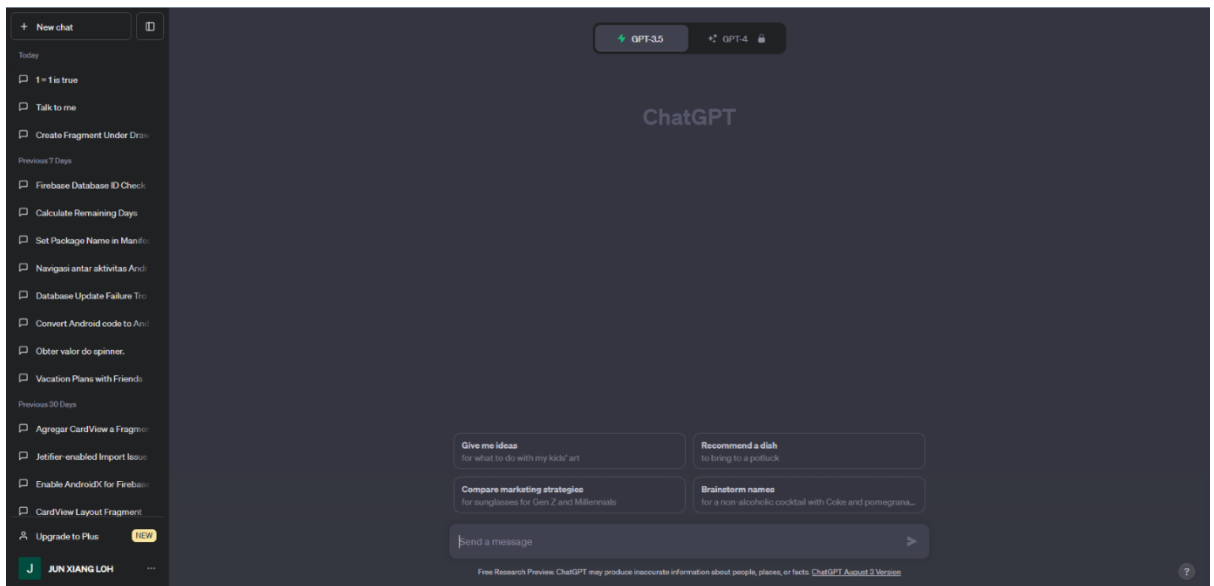 + New chat
Today
1 = 1 is true
Talk to me
Create Fragment Under Draw
Previous 7 Days
Firebase Database ID Check
Calculate Remaining Days
Set Package Name in Manifes
Navigasi antar aktivitas Andr
Database Update Failure Tro
Convert Android code to And
Obter valor do spinner.
Vacation Plans with Friends
Previous 30 Days
Agregar CardView a Fragmen
Jetifier-enabled Import Issue
Enable AndroidX for Firebase
CardView Layout Fragment
Upgrade to Plus NEW
J JUN XIANG LOH ...
GPT-3.5 GPT-4
ChatGPT
Give me ideas
for what to do with my kids' art
Recommend a dish
to bring to a potluck
Compare marketing strategies
for sunglasses for Gen Z and Millennials
Brainstorm names
for a non-alcoholic cocktail with Coke and pomegrana...
Send a message
Free Research Preview. ChatGPT may produce inaccurate information about people, places, or facts. ChatGPT August 3 Version
?